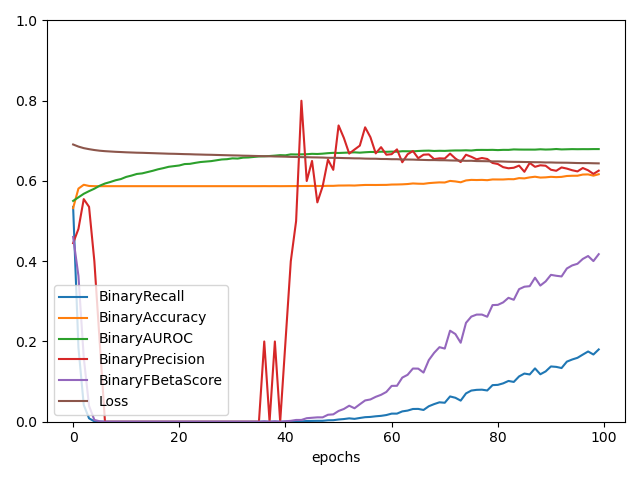 1.0
0.8
0.6
0.4
0.2
0.0
BinaryRecall
BinaryAccuracy
BinaryAUROC
BinaryPrecision
BinaryFBetaScore
Loss
0 20 40 60 80 100
epochs